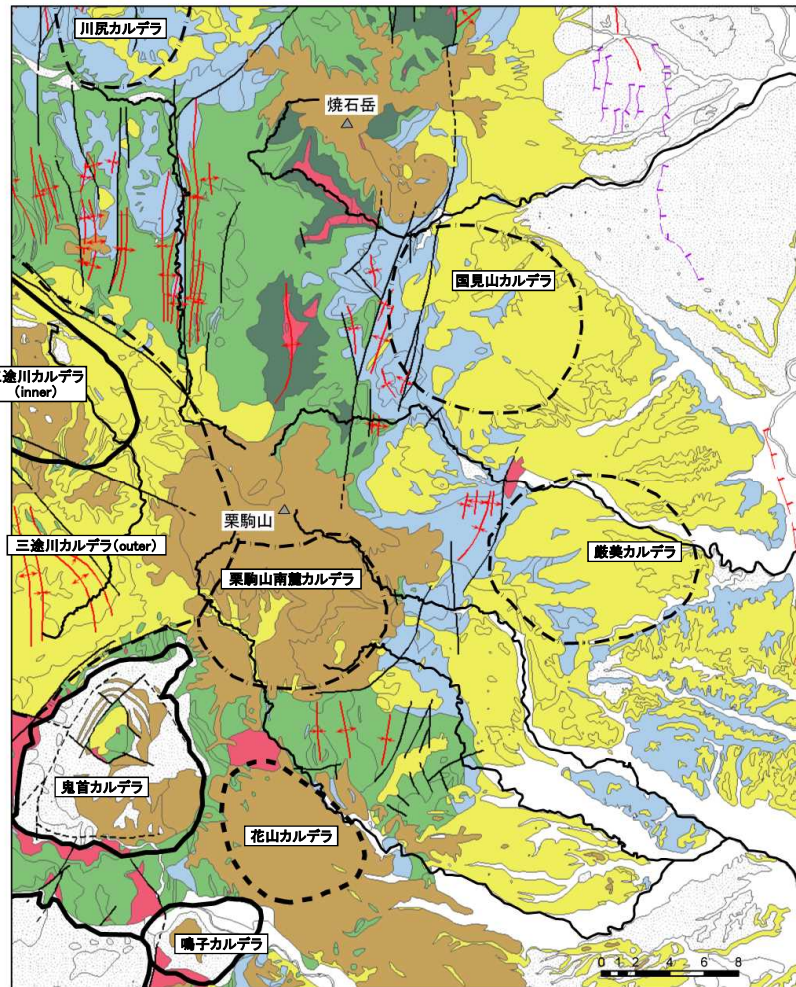 川尻カルデラ
焼石岳
国見山カルデラ
途川カルデラ
(inner)
栗駒山
三途川カルデラ(outer)
栗駒山南麓カルデラ
厳美カルデラ
鬼首カルデラ
花山カルデラ
鳴子カルデラ
0 1 2 4 6 8